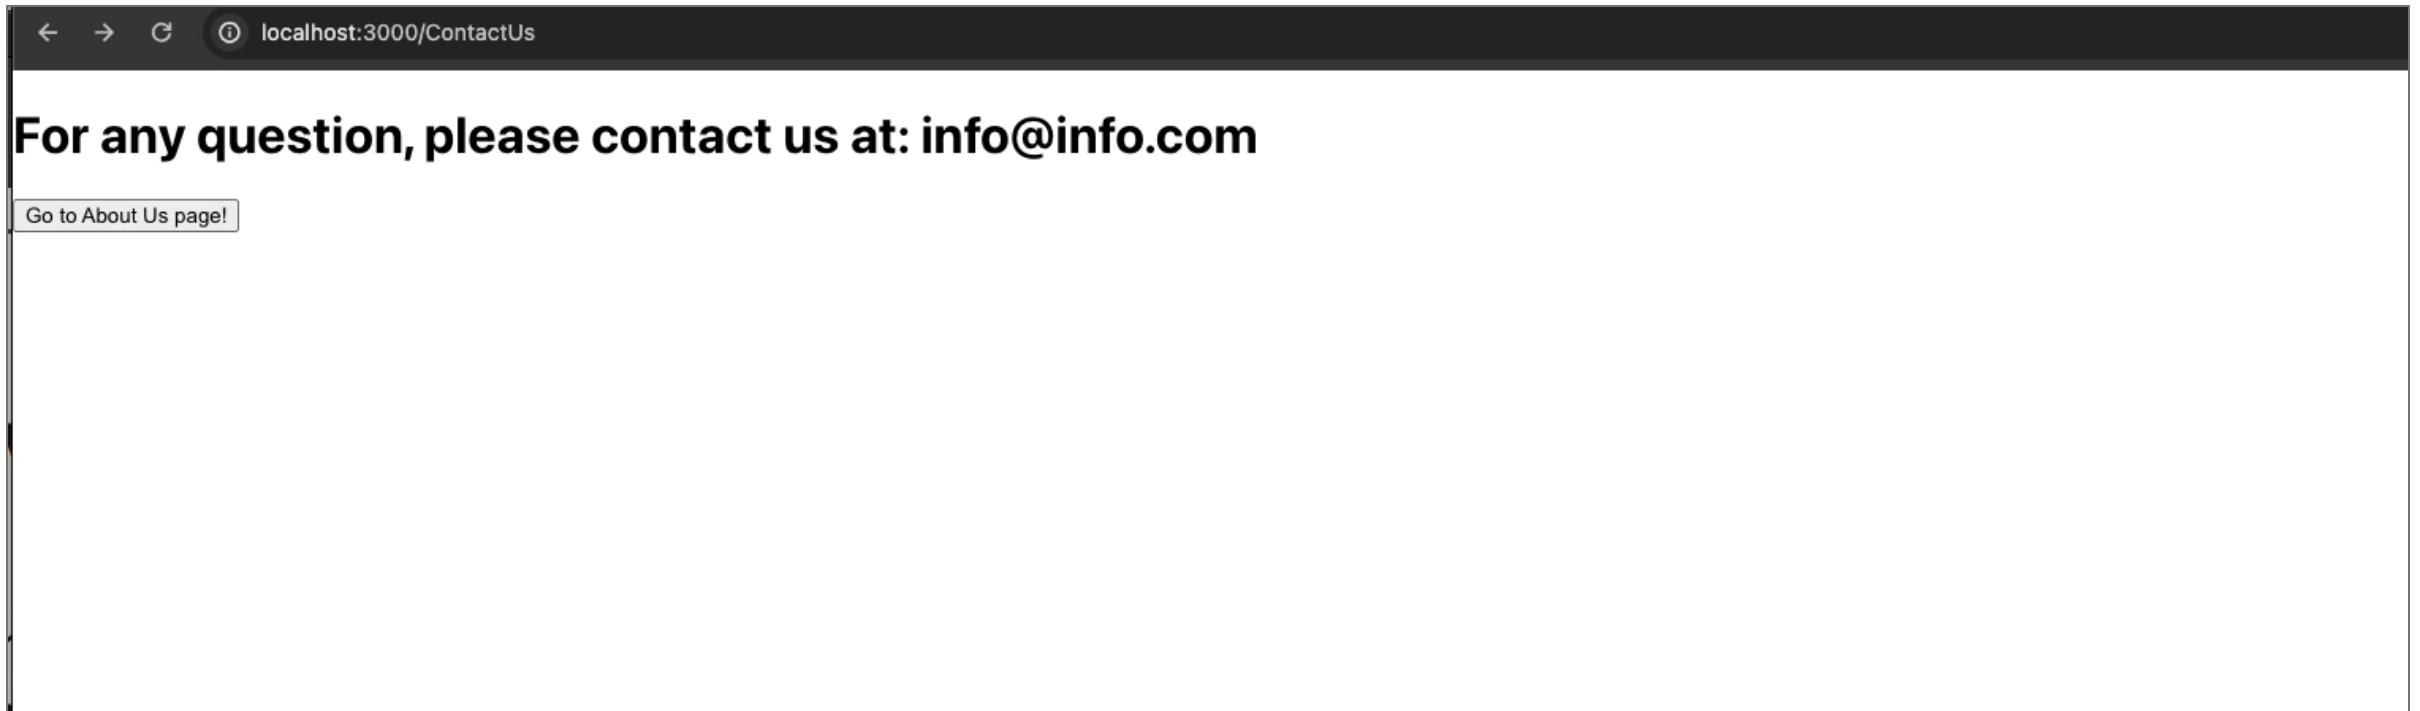 localhost:3000/ContactUs
For any question, please contact us at: info@info.com
Go to About Us page!